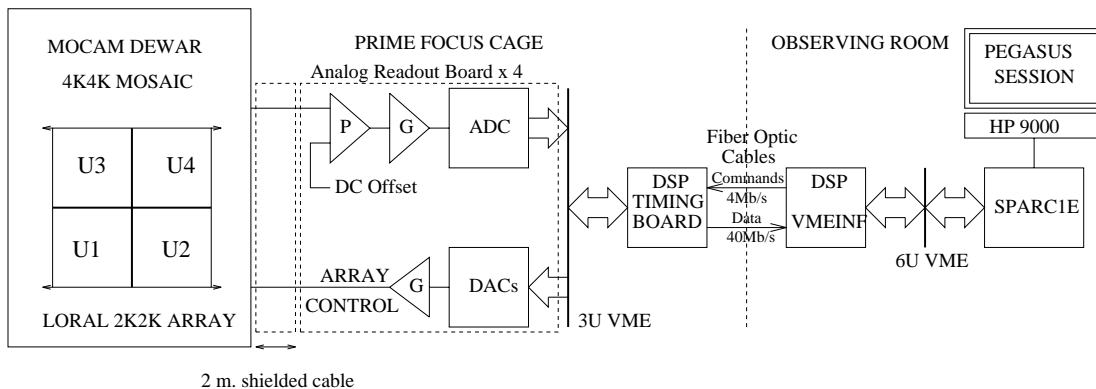 MOCAM DEWAR
4K4K MOSAIC
U3
U4
U1
U2
LORAL 2K2K ARRAY
2 m. shielded cable
PRIME FOCUS CAGE
Analog Readout Board x 4
P
G
ADC
DC Offset
ARRAY
CONTROL
G
DACs
3U VME
DSP
TIMING
BOARD
Fiber Optic
Cables
Commands
4Mb/s
Data
40Mb/s
OBSERVING ROOM
DSP
VMEINF
6U VME
PEGASUS
SESSION
HP 9000
SPARC1E